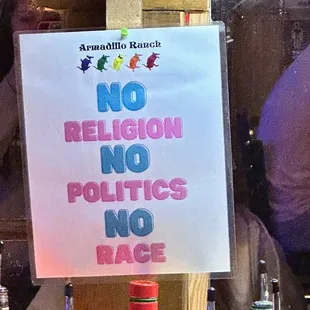 Armadillo Ranch
NO
RELIGION
NO
POLITICS
NO
RACE